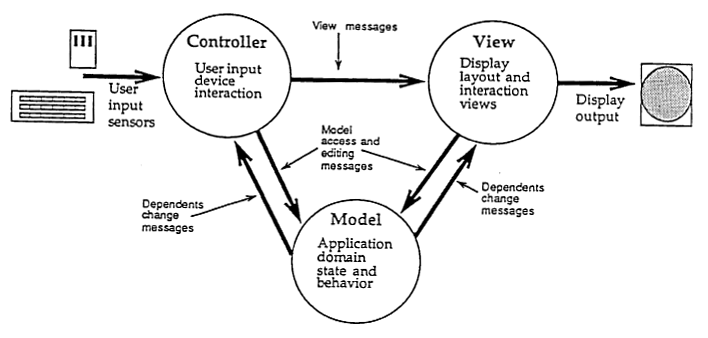 View messages
Controller
User input
device
interaction
View
Display
layout and
interaction
views
User
input
sensors
Display
output
Model
access and
editing
messages
Dependents
change
messages
Dependents
change
messages
Model
Application
domain
state and
behavior